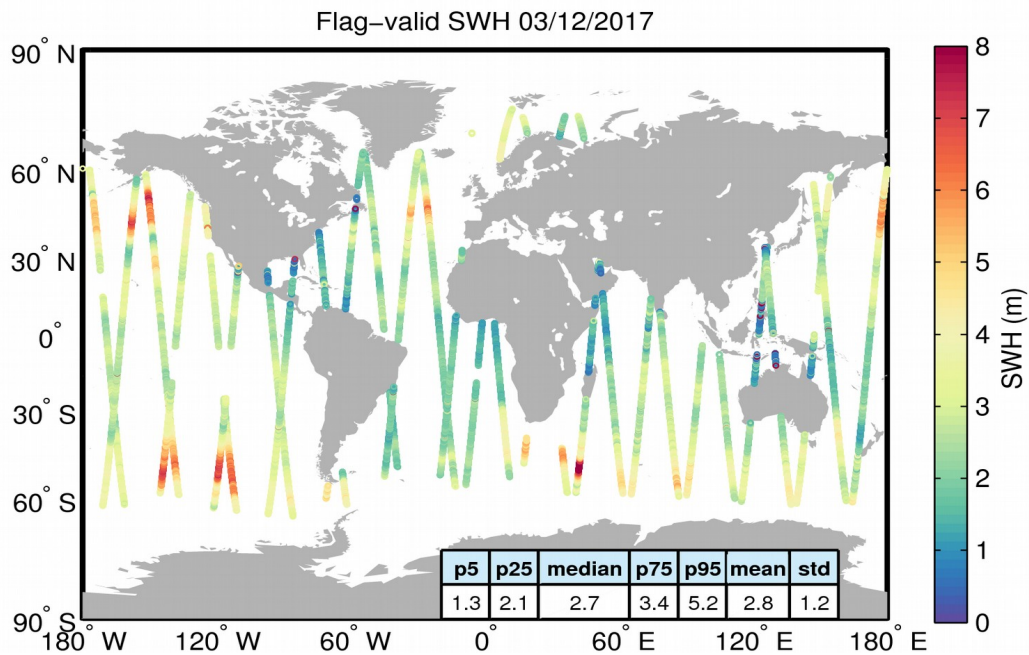 Flag−valid SWH 03/12/2017
90° N
60° N
30° N
0°
30° S
60° S
90° S
180° W
120° W
60° W
0°
60° E
120° E
180° E
p5 p25 median p75 p95 mean std
1.3 2.1 2.7 3.4 5.2 2.8 1.2
8
7
6
5
4
3
2
1
0
SWH (m)